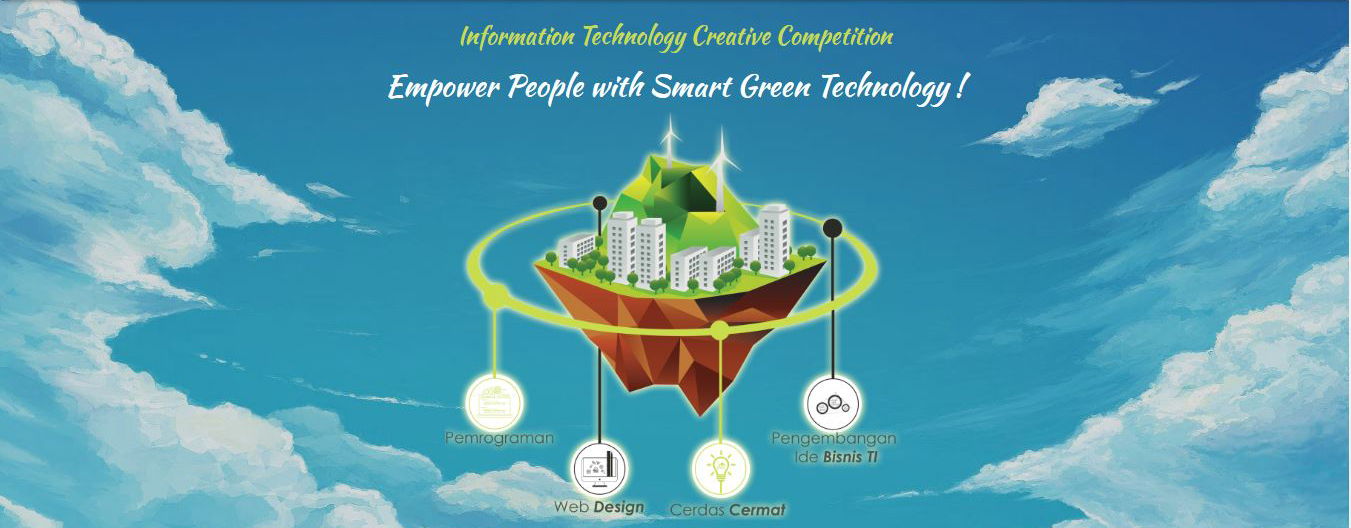 Information Technology Creative Competition
Empower People with Smart Green Technology !
Pemrograman
Web Design
Cerdas Cermat
Pengembangan
Ide Bisnis TI